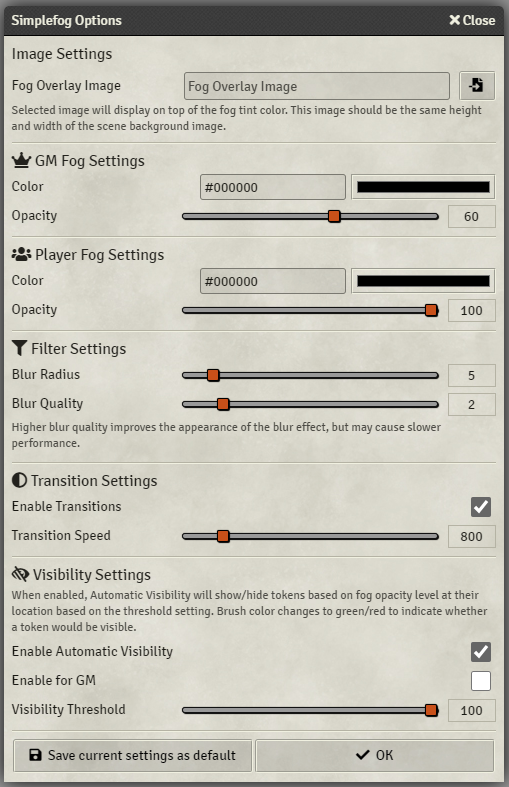 Simplefog Options
Close
Image Settings
Fog Overlay Image
Fog Overlay Image
Selected image will display on top of the fog tint color. This image should be the same height
and width of the scene background image.
GM Fog Settings
Color
#000000
Opacity
60
Player Fog Settings
Color
#000000
Opacity
100
Filter Settings
Blur Radius
5
Blur Quality
2
Higher blur quality improves the appearance of the blur effect, but may cause slower
performance.
Transition Settings
Enable Transitions
Transition Speed
800
Visibility Settings
When enabled, Automatic Visibility will show/hide tokens based on fog opacity level at their
location based on the threshold setting. Brush color changes to green/red to indicate whether
a token would be visible.
Enable Automatic Visibility
Enable for GM
Visibility Threshold
100
Save current settings as default
OK